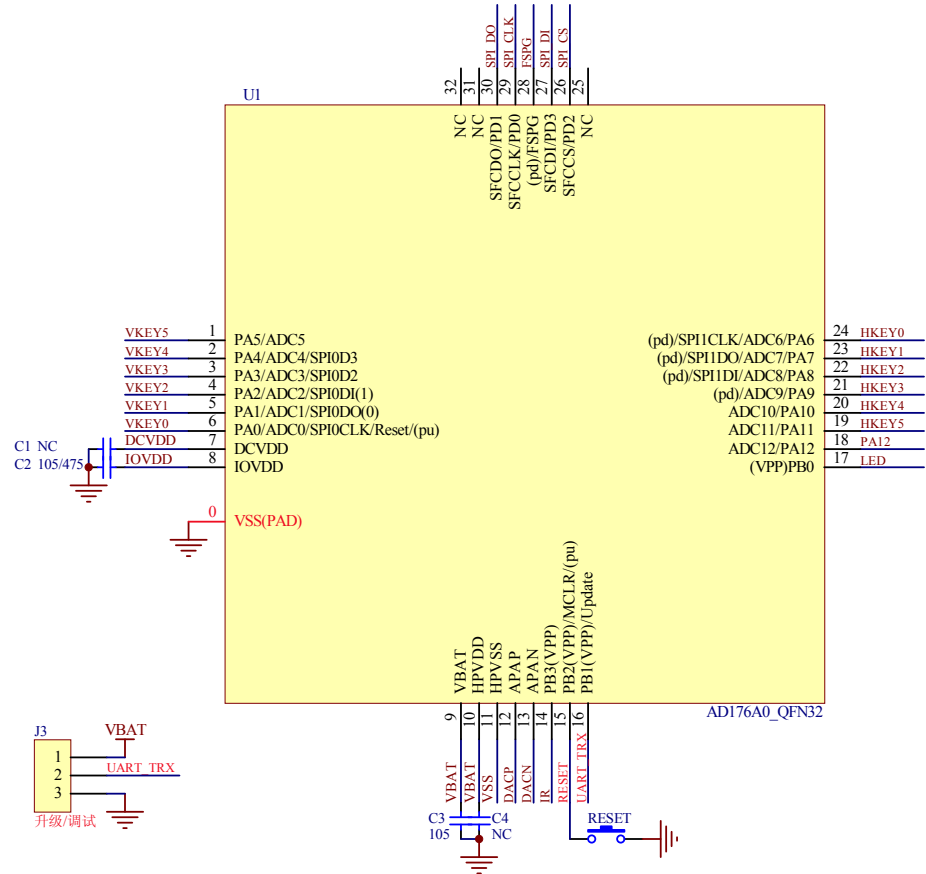 SPI_DO
SPI_CLK
FSPG
SPI_DI
SPI_CS
32
31
30
29
28
27
26
25
U1
NC
NC
SFCDO/PD1
SFCCLK/PD0
(pd)/FSPG
SFCDI/PD3
SFCCS/PD2
NC
VKEY5 1 PA5/ADC5
VKEY4 2 PA4/ADC4/SPI0D3
VKEY3 3 PA3/ADC3/SPI0D2
VKEY2 4 PA2/ADC2/SPI0DI(1)
VKEY1 5 PA1/ADC1/SPI0DO(0)
VKEY0 6 PA0/ADC0/SPI0CLK/Reset/(pu)
C1 NC DCVDD 7 DCVDD
C2 105/475 IOVDD 8 IOVDD
0 VSS(PAD)
(pd)/SPI1CLK/ADC6/PA6 24 HKEY0
(pd)/SPI1DO/ADC7/PA7 23 HKEY1
(pd)/SPI1DI/ADC8/PA8 22 HKEY2
(pd)/ADC9/PA9 21 HKEY3
ADC10/PA10 20 HKEY4
ADC11/PA11 19 HKEY5
ADC12/PA12 18 PA12
(VPP)PB0 17 LED
VBAT
HPVDD
HPVSS
APAP
APAN
PB3(VPP)
PB2(VPP)/MCLR/(pu)
PB1(VPP)/Update
AD176A0_QFN32
9
10
11
12
13
14
15
16
VBAT
VBAT
VSS
DACP
DACN
IR
RESET
UART_TRX
J3
VBAT
1
2 UART_TRX
3
升级/调试
C3
105
C4
NC
RESET